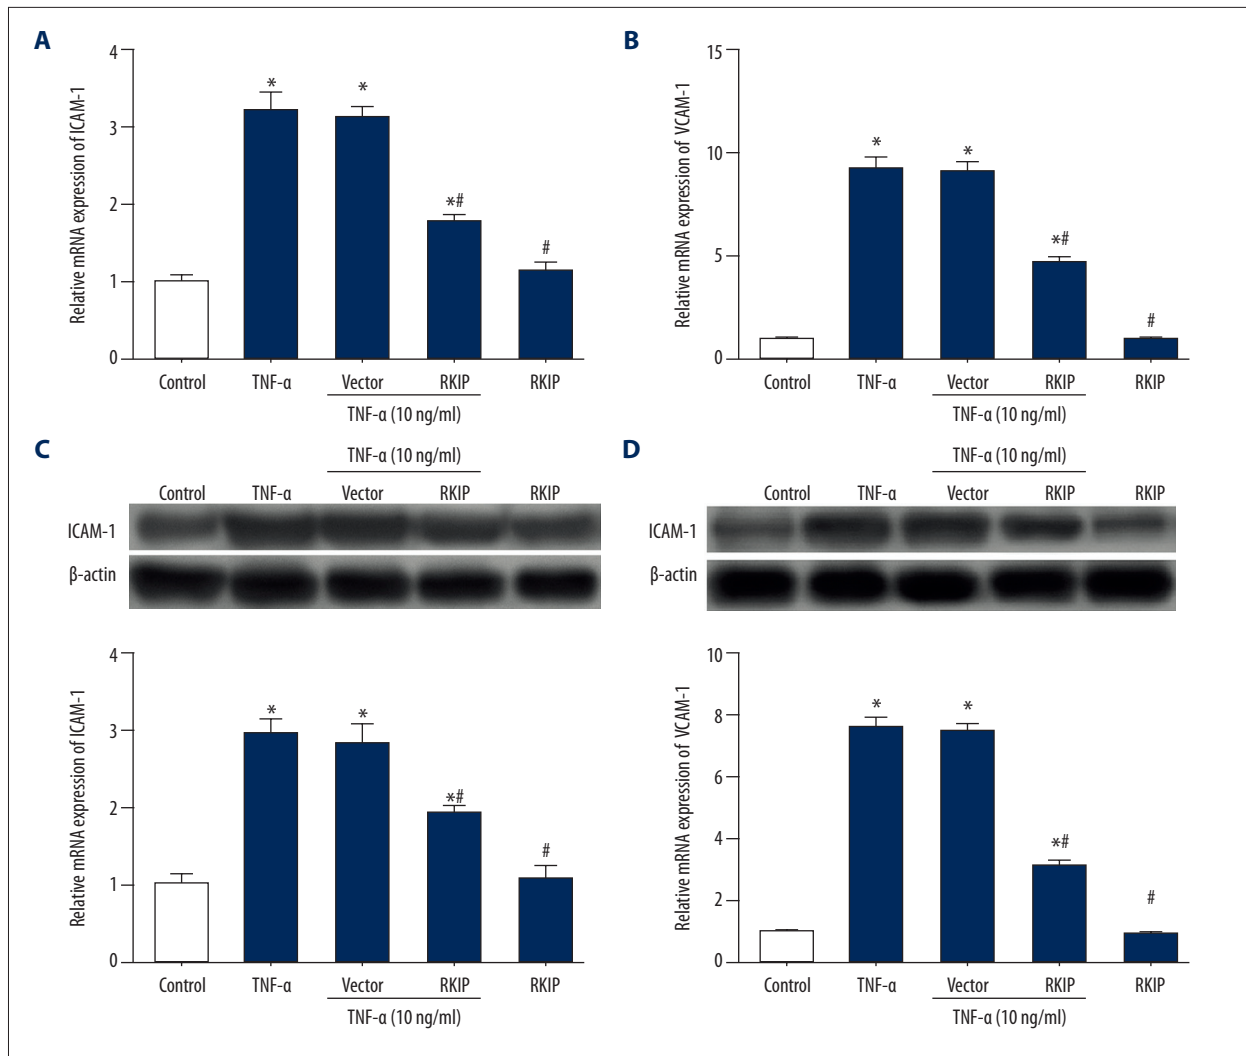 A
Relative mRNA expression of ICAM-1
4
3
2
1
0
*
*
*#
#
Control TNF-α Vector RKIP RKIP
TNF-α (10 ng/ml)
B
Relative mRNA expression of VCAM-1
15
10
5
0
*
*
*#
#
Control TNF-α Vector RKIP RKIP
TNF-α (10 ng/ml)
C
TNF-α (10 ng/ml)
Control TNF-α Vector RKIP RKIP
ICAM-1
β-actin
Relative mRNA expression of ICAM-1
4
3
2
1
0
*
*
*#
#
Control TNF-α Vector RKIP RKIP
TNF-α (10 ng/ml)
D
TNF-α (10 ng/ml)
Control TNF-α Vector RKIP RKIP
ICAM-1
β-actin
Relative mRNA expression of VCAM-1
10
8
6
4
2
0
*
*
*#
#
Control TNF-α Vector RKIP RKIP
TNF-α (10 ng/ml)